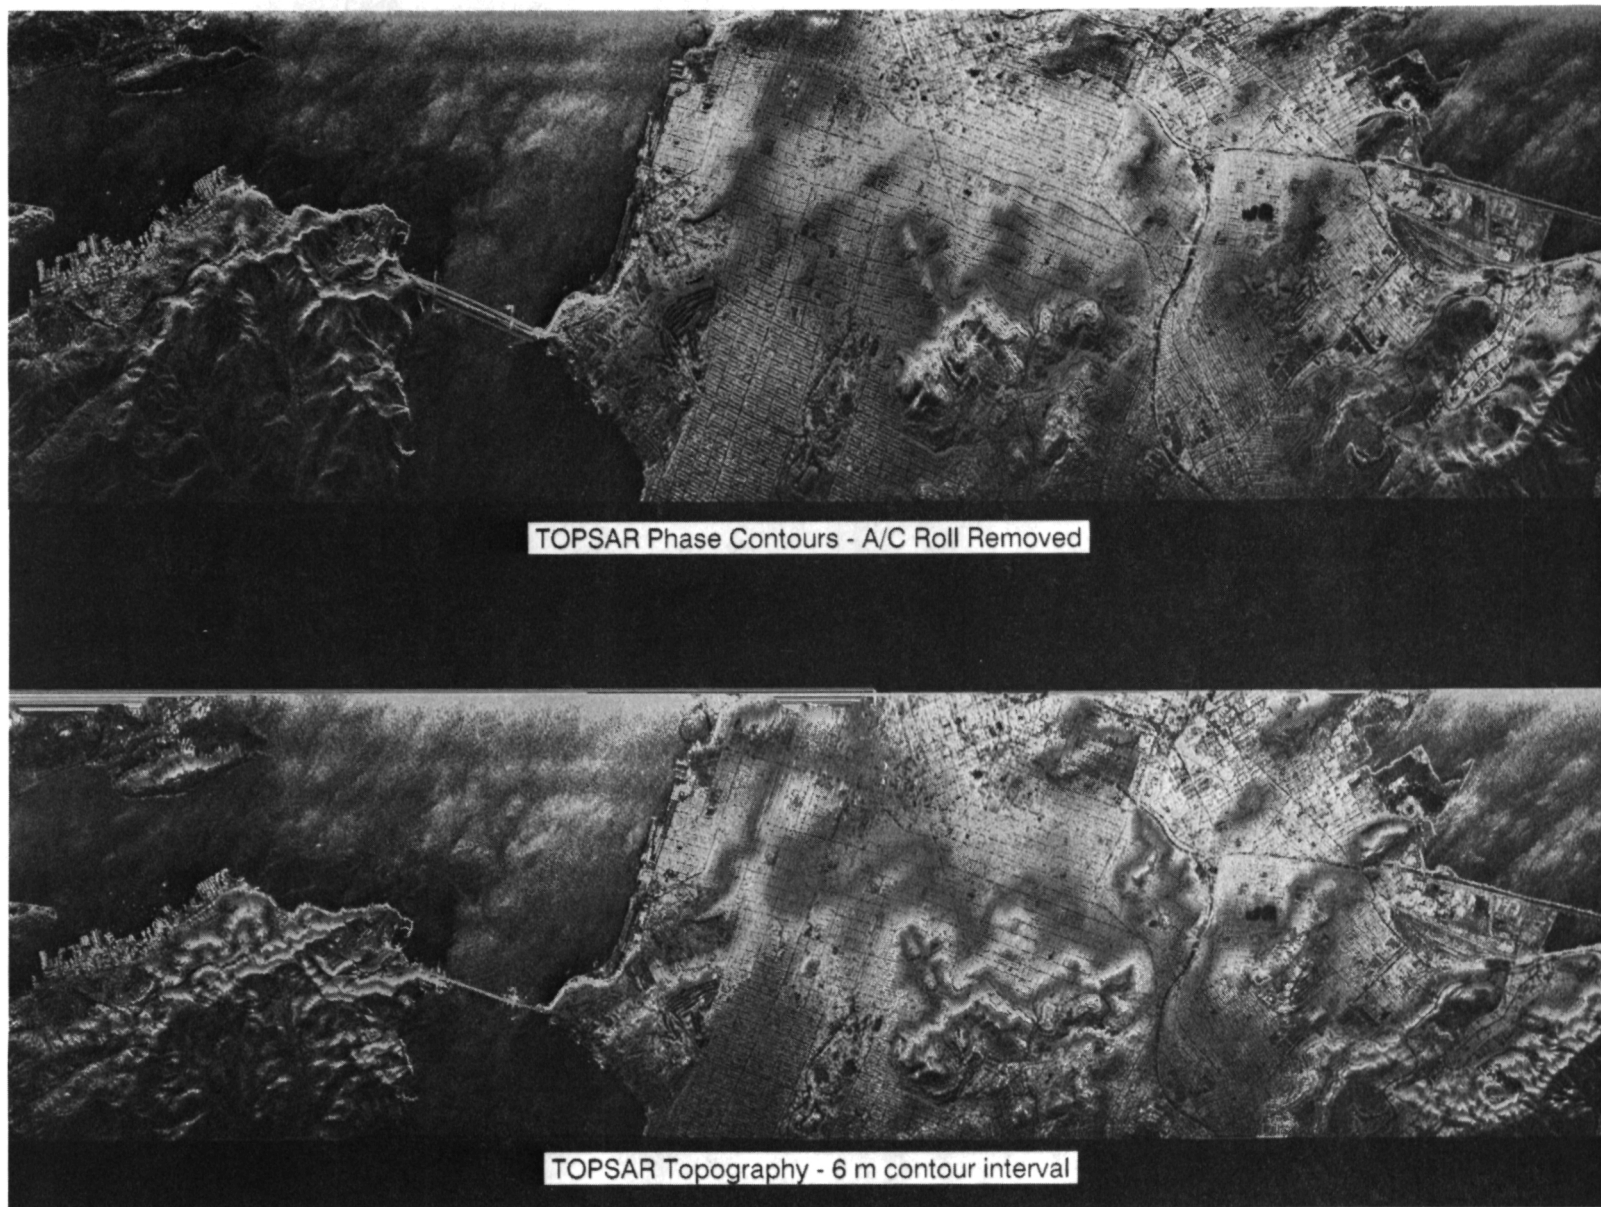 TOPSAR Phase Contours - A/C Roll Removed
TOPSAR Topography - 6 m contour interval